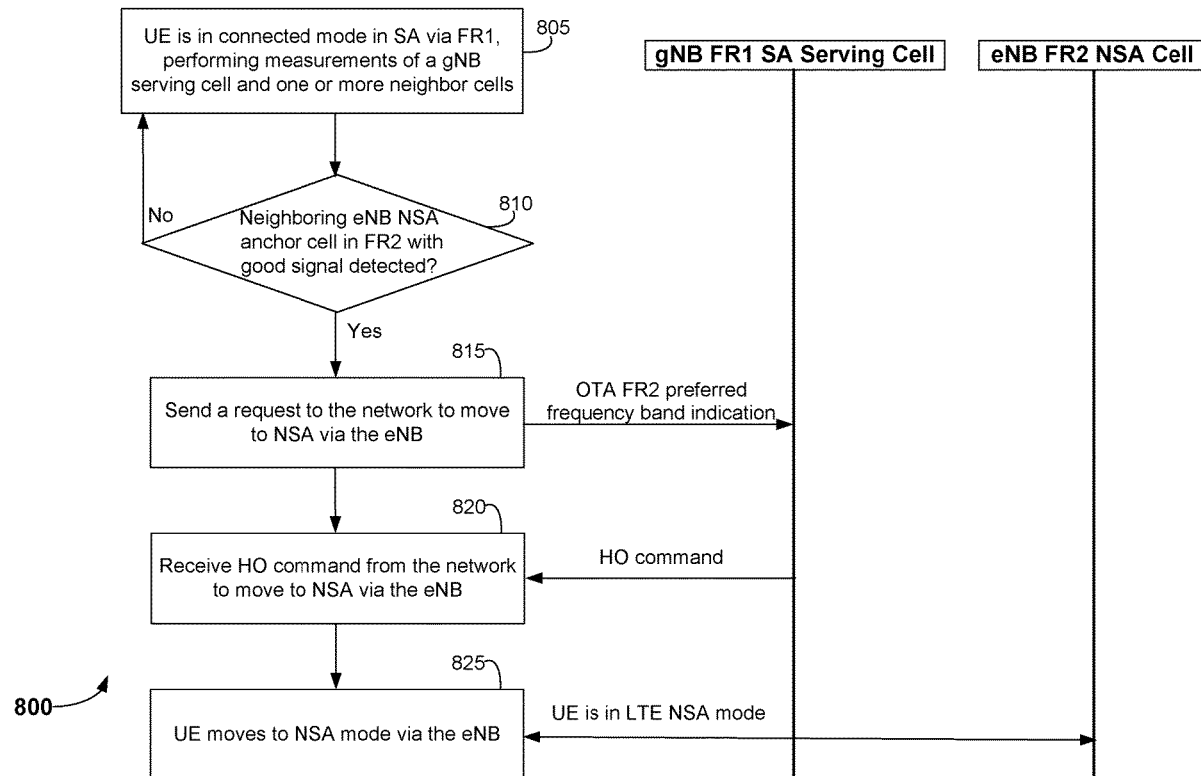 UE is in connected mode in SA via FR1,
performing measurements of a gNB
serving cell and one or more neighbor cells
805
gNB FR1 SA Serving Cell
eNB FR2 NSA Cell
No
Neighboring eNB NSA
anchor cell in FR2 with
good signal detected?
810
Yes
815
Send a request to the network to move
to NSA via the eNB
OTA FR2 preferred
frequency band indication
820
Receive HO command from the network
to move to NSA via the eNB
HO command
825
800
UE moves to NSA mode via the eNB
UE is in LTE NSA mode